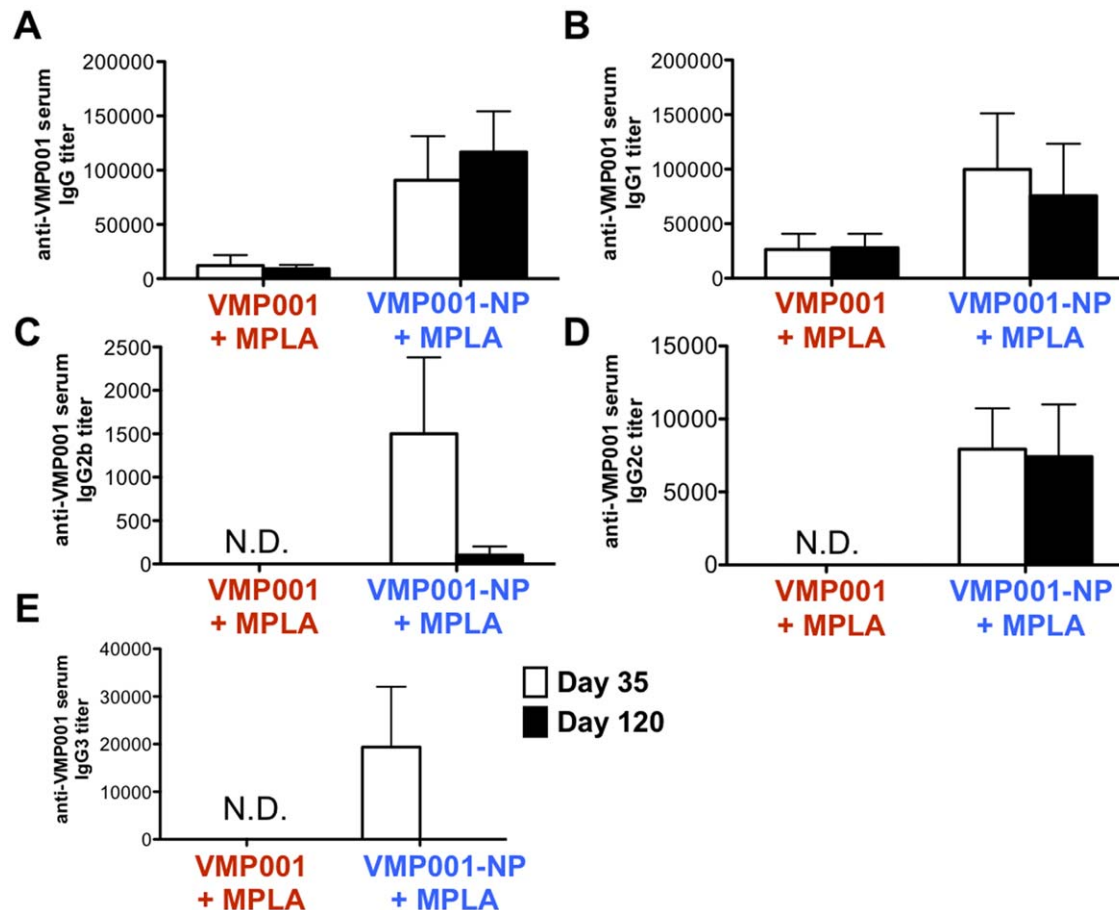 A
anti-VMP001 serum
IgG titer
200000
150000
100000
50000
0
VMP001
+ MPLA
VMP001-NP
+ MPLA
B
anti-VMP001 serum
IgG1 titer
200000
150000
100000
50000
0
VMP001
+ MPLA
VMP001-NP
+ MPLA
C
anti-VMP001 serum
IgG2b titer
2500
2000
1500
1000
500
0
N.D.
VMP001
+ MPLA
VMP001-NP
+ MPLA
D
anti-VMP001 serum
IgG2c titer
15000
10000
5000
0
N.D.
VMP001
+ MPLA
VMP001-NP
+ MPLA
E
anti-VMP001 serum
IgG3 titer
40000
30000
20000
10000
0
N.D.
VMP001
+ MPLA
VMP001-NP
+ MPLA
Day 35
Day 120